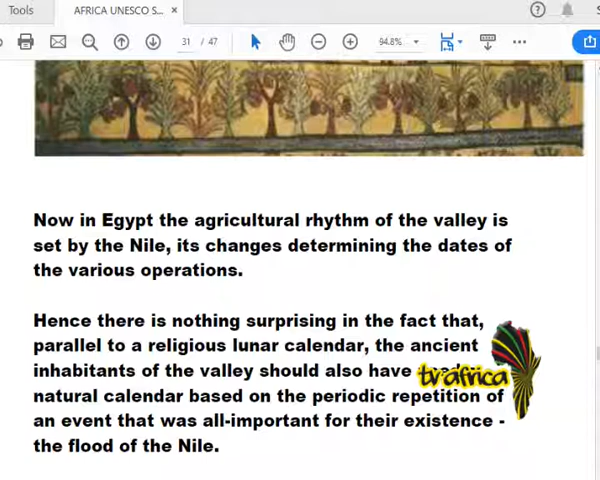 Tools
AFRICA UNESCO S...
31 / 47
94.8%
Now in Egypt the agricultural rhythm of the valley is
set by the Nile, its changes determining the dates of
the various operations.
Hence there is nothing surprising in the fact that,
parallel to a religious lunar calendar, the ancient
inhabitants of the valley should also have
tv africa
natural calendar based on the periodic repetition of
an event that was all-important for their existence -
the flood of the Nile.